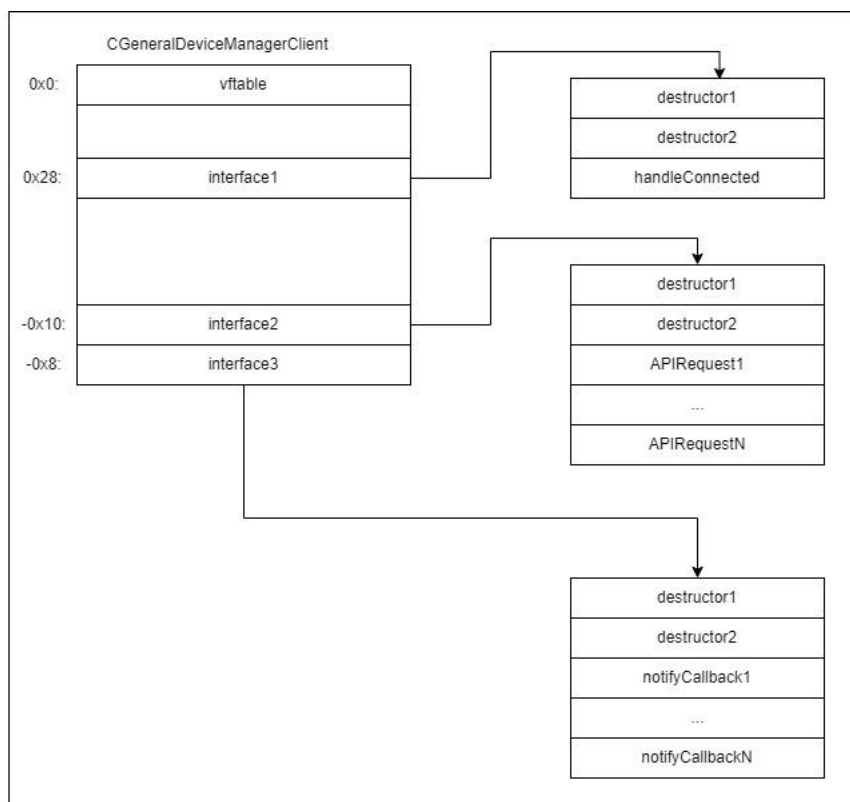 CGeneralDeviceManagerClient
0x0:
vftable
0x28:
interface1
-0x10:
interface2
-0x8:
interface3
destructor1
destructor2
handleConnected
destructor1
destructor2
APIRequest1
...
APIRequestN
destructor1
destructor2
notifyCallback1
...
notifyCallbackN